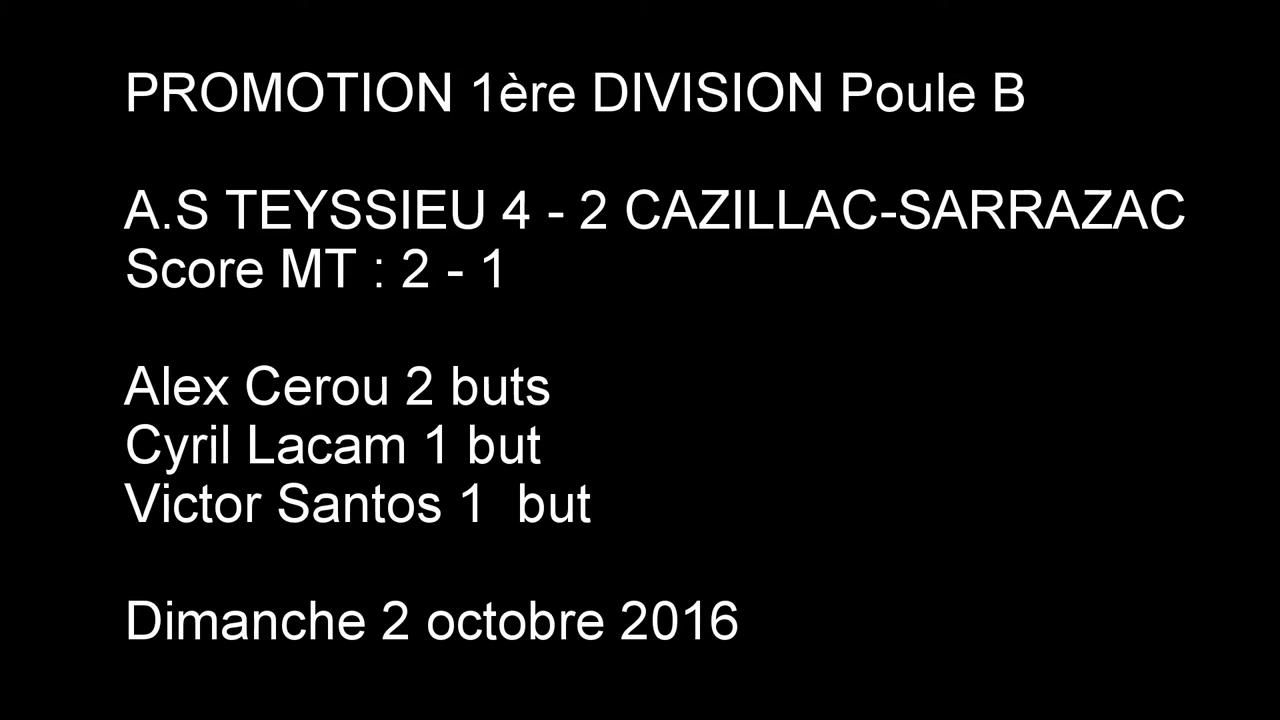 PROMOTION 1ère DIVISION Poule B
A.S TEYSSIEU 4 - 2 CAZILLAC-SARRAZAC
Score MT : 2 - 1
Alex Cerou 2 buts
Cyril Lacam 1 but
Victor Santos 1  but
Dimanche 2 octobre 2016